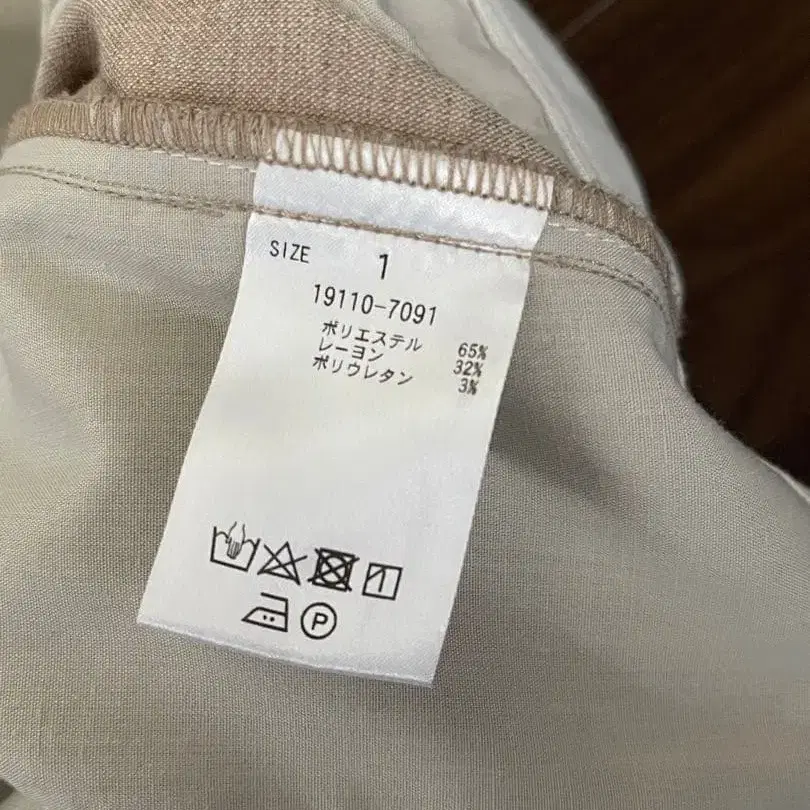 SIZE 1
19110-7091
ポリエステル 65%
レーヨン 32%
ポリウレタン 3%
P